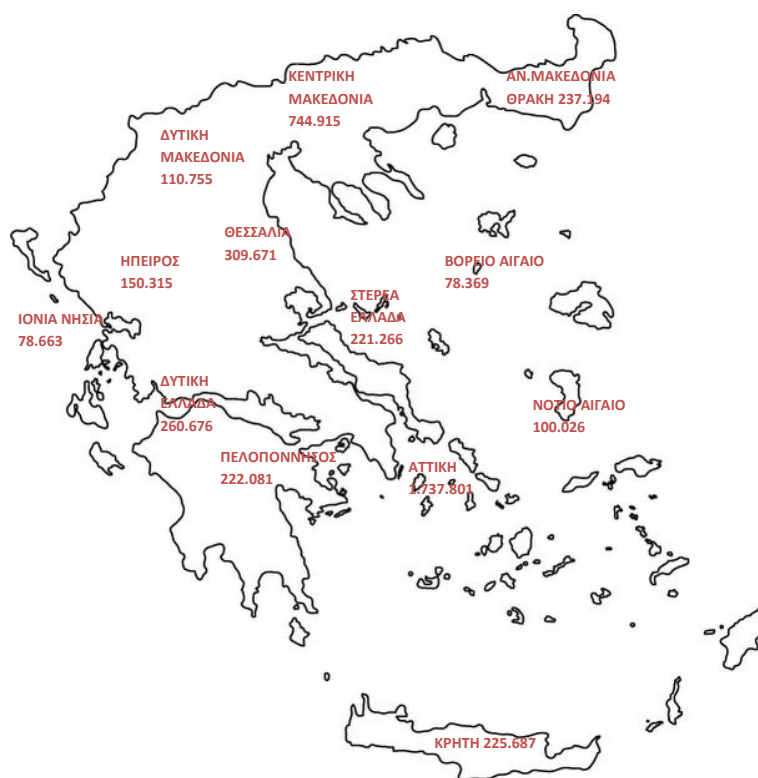 ΚΕΝΤΡΙΚΗ
ΜΑΚΕΔΟΝΙΑ
744.915
ΑΝ.ΜΑΚΕΔΟΝΙΑ
ΘΡΑΚΗ 237.194
ΔΥΤΙΚΗ
ΜΑΚΕΔΟΝΙΑ
110.755
ΘΕΣΣΑΛΙΑ
309.671
ΗΠΕΙΡΟΣ
150.315
ΒΟΡΕΙΟ ΑΙΓΑΙΟ
78.369
ΣΤΕΡΕΑ
ΕΛΛΑΔΑ
221.266
ΙΟΝΙΑ ΝΗΣΙΑ
78.663
ΔΥΤΙΚΗ
ΕΛΛΑΔΑ
260.676
ΝΟΤΙΟ ΑΙΓΑΙΟ
100.026
ΠΕΛΟΠΟΝΝΗΣΟΣ
222.081
ΑΤΤΙΚΗ
1.737.801
ΚΡΗΤΗ 225.687